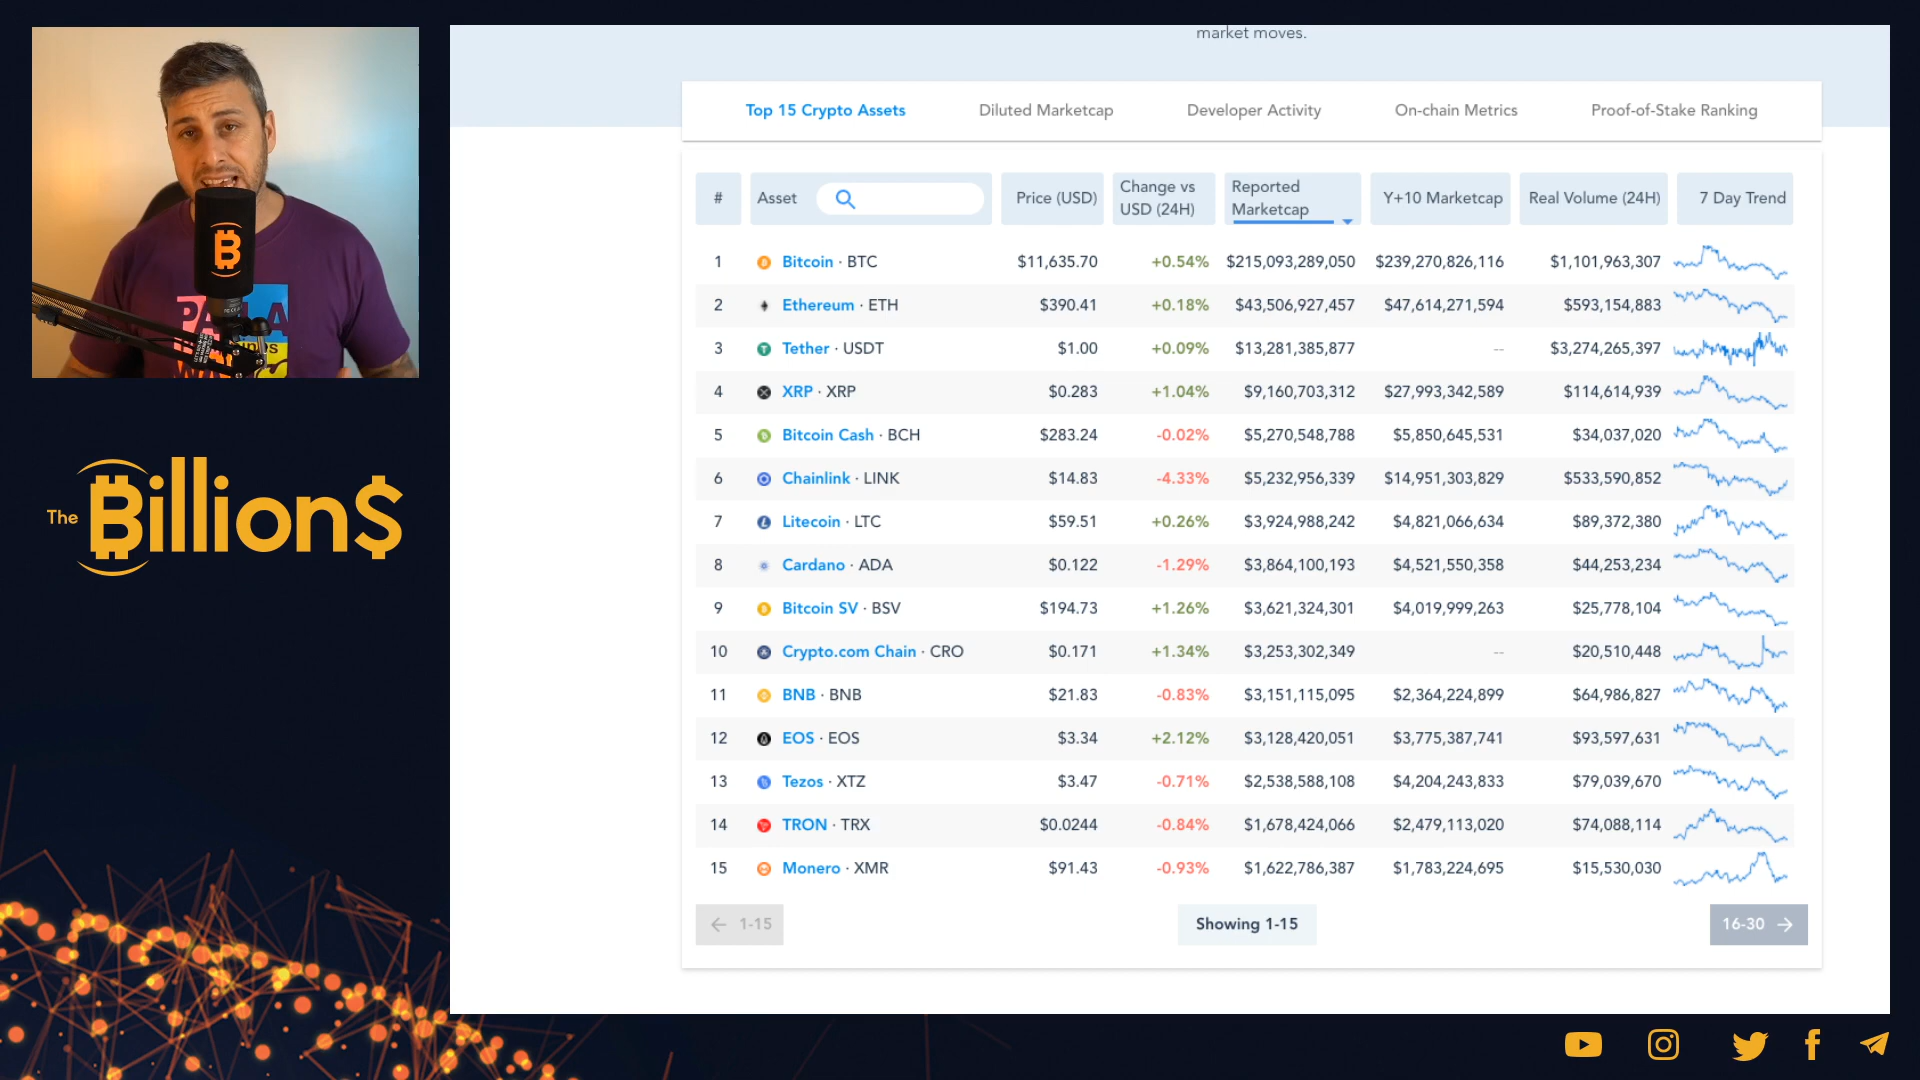 market moves.
Top 15 Crypto Assets Diluted Marketcap Developer Activity On-chain Metrics Proof-of-Stake Ranking
# Asset Price (USD) Change vs USD (24H) Reported Marketcap Y+10 Marketcap Real Volume (24H) 7 Day Trend
1 Bitcoin · BTC $11,635.70 +0.54% $215,093,289,050 $239,270,826,116 $1,101,963,307
2 Ethereum · ETH $390.41 +0.18% $43,506,927,457 $47,614,271,594 $593,154,883
3 Tether · USDT $1.00 +0.09% $13,281,385,877 -- $3,274,265,397
4 XRP · XRP $0.283 +1.04% $9,160,703,312 $27,993,342,589 $114,614,939
5 Bitcoin Cash · BCH $283.24 -0.02% $5,270,548,788 $5,850,645,531 $34,037,020
6 Chainlink · LINK $14.83 -4.33% $5,232,956,339 $14,951,303,829 $533,590,852
7 Litecoin · LTC $59.51 +0.26% $3,924,988,242 $4,821,066,634 $89,372,380
8 Cardano · ADA $0.122 -1.29% $3,864,100,193 $4,521,550,358 $44,253,234
9 Bitcoin SV · BSV $194.73 +1.26% $3,621,324,301 $4,019,999,263 $25,778,104
10 Crypto.com Chain · CRO $0.171 +1.34% $3,253,302,349 -- $20,510,448
11 BNB · BNB $21.83 -0.83% $3,151,115,095 $2,364,224,899 $64,986,827
12 EOS · EOS $3.34 +2.12% $3,128,420,051 $3,775,387,741 $93,597,631
13 Tezos · XTZ $3.47 -0.71% $2,538,588,108 $4,204,243,833 $79,039,670
14 TRON · TRX $0.0244 -0.84% $1,678,424,066 $2,479,113,020 $74,088,114
15 Monero · XMR $91.43 -0.93% $1,622,786,387 $1,783,224,695 $15,530,030
← 1-15 Showing 1-15 16-30 →
The Billion$